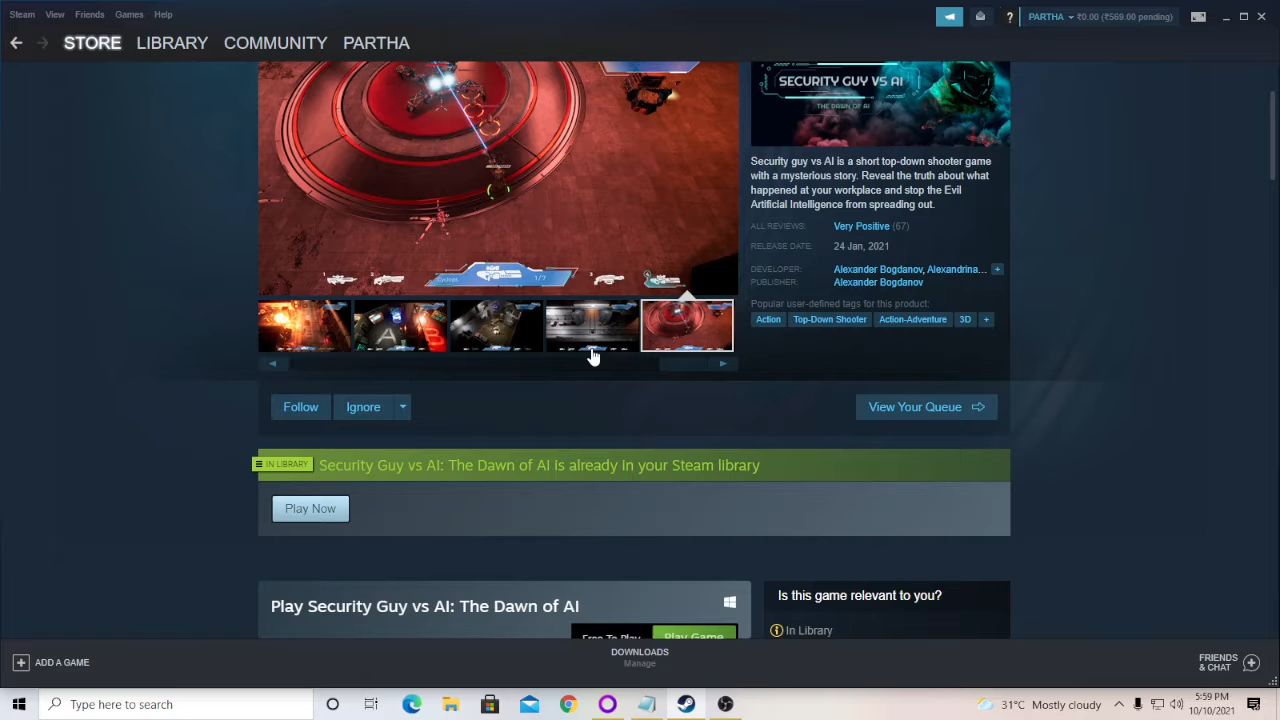 Steam View Friends Games Help
? PARTHA ₹0.00 (₹569.00 pending)
STORE LIBRARY COMMUNITY PARTHA
SECURITY GUY VS AI
THE DAWN OF AI
Security guy vs AI is a short top-down shooter game
with a mysterious story. Reveal the truth about what
happened at your workplace and stop the Evil
Artificial Intelligence from spreading out.
ALL REVIEWS: Very Positive (67)
RELEASE DATE: 24 Jan, 2021
DEVELOPER: Alexander Bogdanov, Alexandrina... +
PUBLISHER: Alexander Bogdanov
Popular user-defined tags for this product:
Action Top-Down Shooter Action-Adventure 3D +
1 2 Cyclops 1/7 3
A B
Follow Ignore View Your Queue
IN LIBRARY Security Guy vs AI: The Dawn of AI is already in your Steam library
Play Now
Play Security Guy vs AI: The Dawn of AI
Free To Play Play Game
Is this game relevant to you?
In Library
ADD A GAME
DOWNLOADS
Manage
FRIENDS
& CHAT
Type here to search
31°C Mostly cloudy
5:59 PM
10/10/2021